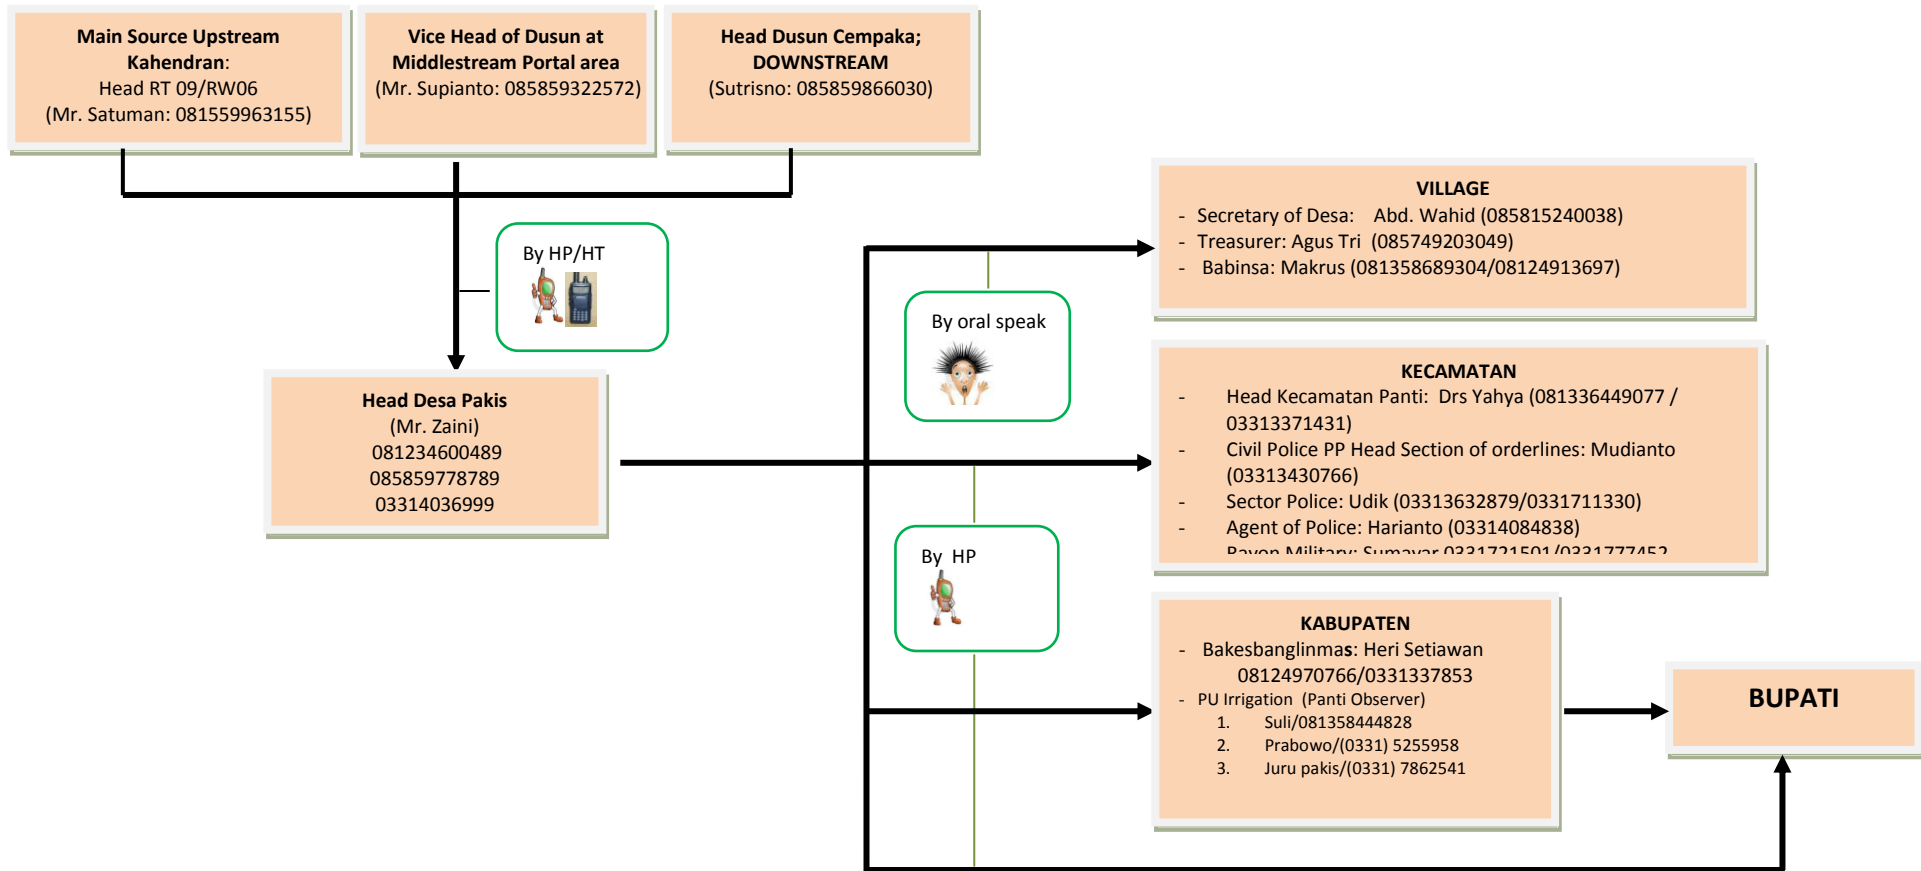 Main Source Upstream
Kahendran:
Head RT 09/RW06
(Mr. Satuman: 081559963155)
Vice Head of Dusun at
Middlestream Portal area
(Mr. Supianto: 085859322572)
Head Dusun Cempaka;
DOWNSTREAM
(Sutrisno: 085859866030)
By HP/HT
Head Desa Pakis
(Mr. Zaini)
081234600489
085859778789
03314036999
By oral speak
By HP
VILLAGE
- Secretary of Desa: Abd. Wahid (085815240038)
- Treasurer: Agus Tri (085749203049)
- Babinsa: Makrus (081358689304/08124913697)
KECAMATAN
- Head Kecamatan Panti: Drs Yahya (081336449077 /
03313371431)
- Civil Police PP Head Section of orderlines: Mudianto
(03313430766)
- Sector Police: Udik (03313632879/0331711330)
- Agent of Police: Harianto (03314084838)
Rayon Military: Sumayar 0331721501/0331777452
KABUPATEN
- Bakesbanglinmas: Heri Setiawan
08124970766/0331337853
- PU Irrigation (Panti Observer)
1. Suli/081358444828
2. Prabowo/(0331) 5255958
3. Juru pakis/(0331) 7862541
BUPATI